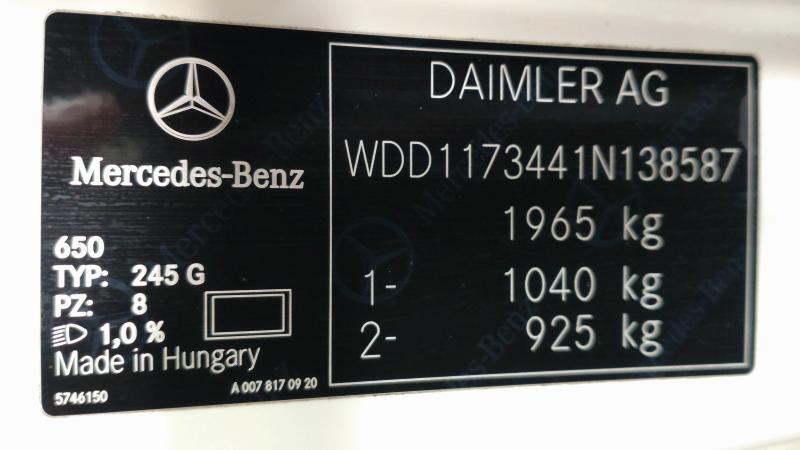 Mercedes-Benz
650
TYP: 245 G
PZ: 8
1,0 %
Made in Hungary
5746150
A 007 817 09 20
DAIMLER AG
WDD1173441N138587
1965 kg
1- 1040 kg
2- 925 kg